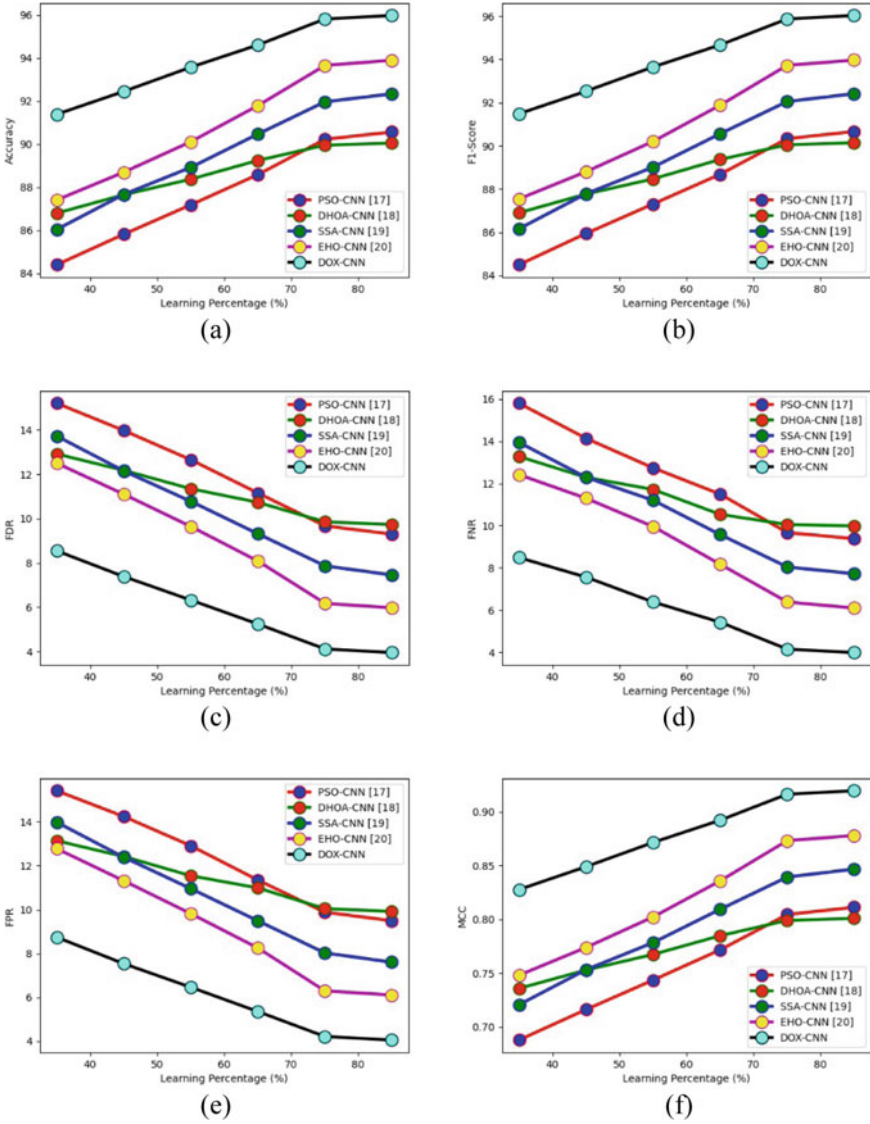 96
94
92
90
88
86
84
Accuracy
40 50 60 70 80
Learning Percentage (%)
PSO-CNN [17]
DHOA-CNN [18]
SSA-CNN [19]
EHO-CNN [20]
DOX-CNN
(a)
96
94
92
90
88
86
84
F1-Score
40 50 60 70 80
Learning Percentage (%)
PSO-CNN [17]
DHOA-CNN [18]
SSA-CNN [19]
EHO-CNN [20]
DOX-CNN
(b)
14
12
10
8
6
4
FDR
PSO-CNN [17]
DHOA-CNN [18]
SSA-CNN [19]
EHO-CNN [20]
DOX-CNN
40 50 60 70 80
Learning Percentage (%)
(c)
16
14
12
10
8
6
4
FNR
PSO-CNN [17]
DHOA-CNN [18]
SSA-CNN [19]
EHO-CNN [20]
DOX-CNN
40 50 60 70 80
Learning Percentage (%)
(d)
14
12
10
8
6
4
FPR
PSO-CNN [17]
DHOA-CNN [18]
SSA-CNN [19]
EHO-CNN [20]
DOX-CNN
40 50 60 70 80
Learning Percentage (%)
(e)
0.90
0.85
0.80
0.75
0.70
MCC
PSO-CNN [17]
DHOA-CNN [18]
SSA-CNN [19]
EHO-CNN [20]
DOX-CNN
40 50 60 70 80
Learning Percentage (%)
(f)